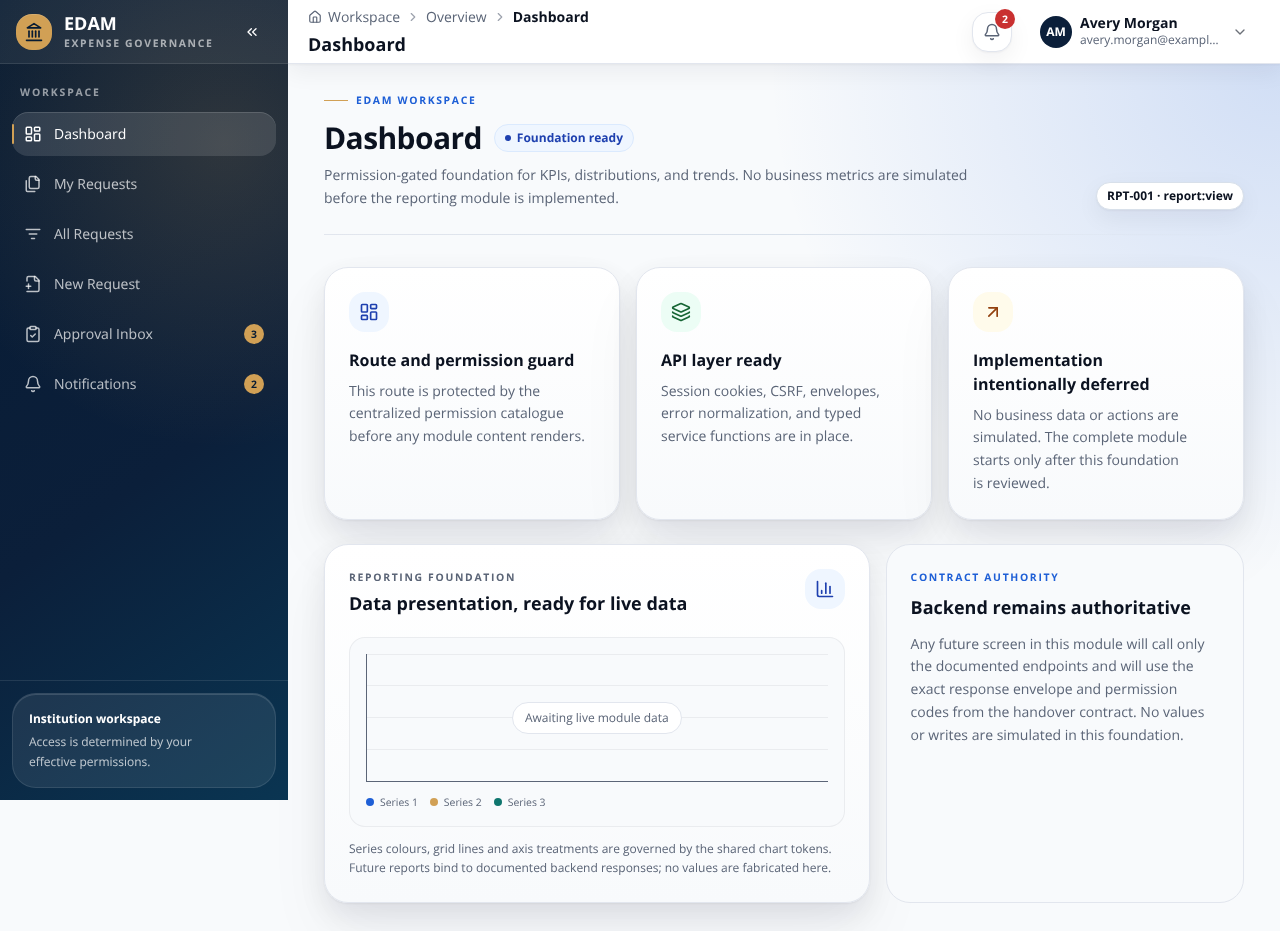 EDAM
EXPENSE GOVERNANCE
WORKSPACE
Dashboard
My Requests
All Requests
New Request
Approval Inbox
3
Notifications
2
Institution workspace
Access is determined by your
effective permissions.
Workspace > Overview > Dashboard
Dashboard
2
AM
Avery Morgan
avery.morgan@exampl...
EDAM WORKSPACE
Dashboard
Foundation ready
Permission-gated foundation for KPIs, distributions, and trends. No business metrics are simulated
before the reporting module is implemented.
RPT-001 · report:view
Route and permission guard
This route is protected by the
centralized permission catalogue
before any module content renders.
API layer ready
Session cookies, CSRF, envelopes,
error normalization, and typed
service functions are in place.
Implementation
intentionally deferred
No business data or actions are
simulated. The complete module
starts only after this foundation
is reviewed.
REPORTING FOUNDATION
Data presentation, ready for live data
Awaiting live module data
Series 1
Series 2
Series 3
Series colours, grid lines and axis treatments are governed by the shared chart tokens.
Future reports bind to documented backend responses; no values are fabricated here.
CONTRACT AUTHORITY
Backend remains authoritative
Any future screen in this module will call only
the documented endpoints and will use the
exact response envelope and permission
codes from the handover contract. No values
or writes are simulated in this foundation.